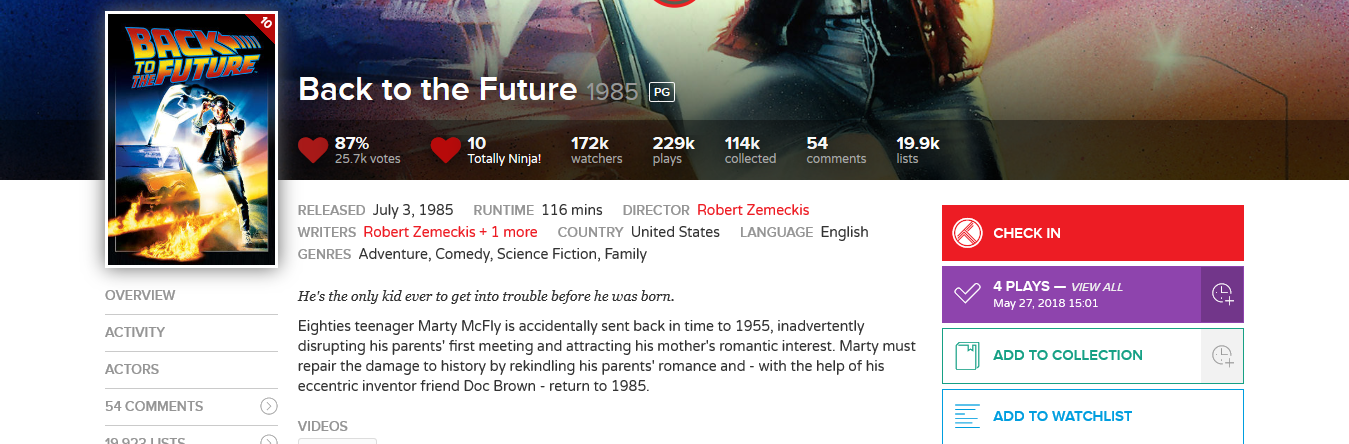 10
BACK
TO
THE FUTURE
Back to the Future 1985 PG
87% 10 172k 229k 114k 54 19.9k
25.7k votes Totally Ninja! watchers plays collected comments lists
RELEASED July 3, 1985 RUNTIME 116 mins DIRECTOR Robert Zemeckis
WRITERS Robert Zemeckis + 1 more COUNTRY United States LANGUAGE English
GENRES Adventure, Comedy, Science Fiction, Family
He's the only kid ever to get into trouble before he was born.
Eighties teenager Marty McFly is accidentally sent back in time to 1955, inadvertently
disrupting his parents' first meeting and attracting his mother's romantic interest. Marty must
repair the damage to history by rekindling his parents' romance and - with the help of his
eccentric inventor friend Doc Brown - return to 1985.
VIDEOS
OVERVIEW
ACTIVITY
ACTORS
54 COMMENTS
19,923 LISTS
CHECK IN
4 PLAYS — VIEW ALL
May 27, 2018 15:01
ADD TO COLLECTION
ADD TO WATCHLIST